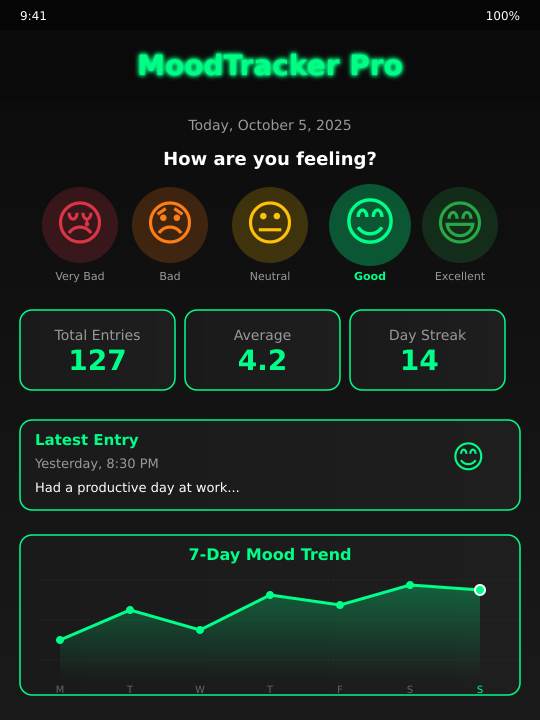 9:41 100%
MoodTracker Pro
Today, October 5, 2025
How are you feeling?
Very Bad Bad Neutral Good Excellent
Total Entries Average Day Streak
127 4.2 14
Latest Entry
Yesterday, 8:30 PM
Had a productive day at work...
7-Day Mood Trend
M T W T F S S